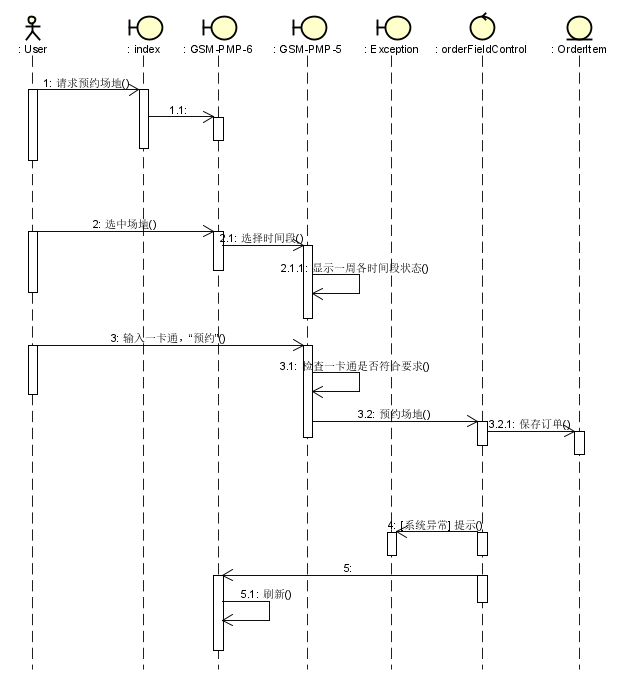 : User
: index
: GSM-PMP-6
: GSM-PMP-5
: Exception
: orderFieldControl
: OrderItem
1: 请求预约场地()
1.1:
2: 选中场地()
2.1: 选择时间段()
2.1.1: 显示一周各时间段状态()
3: 输入一卡通，“预约”()
3.1: 检查一卡通是否符合要求()
3.2: 预约场地()
3.2.1: 保存订单()
4: [系统异常] 提示()
5:
5.1: 刷新()